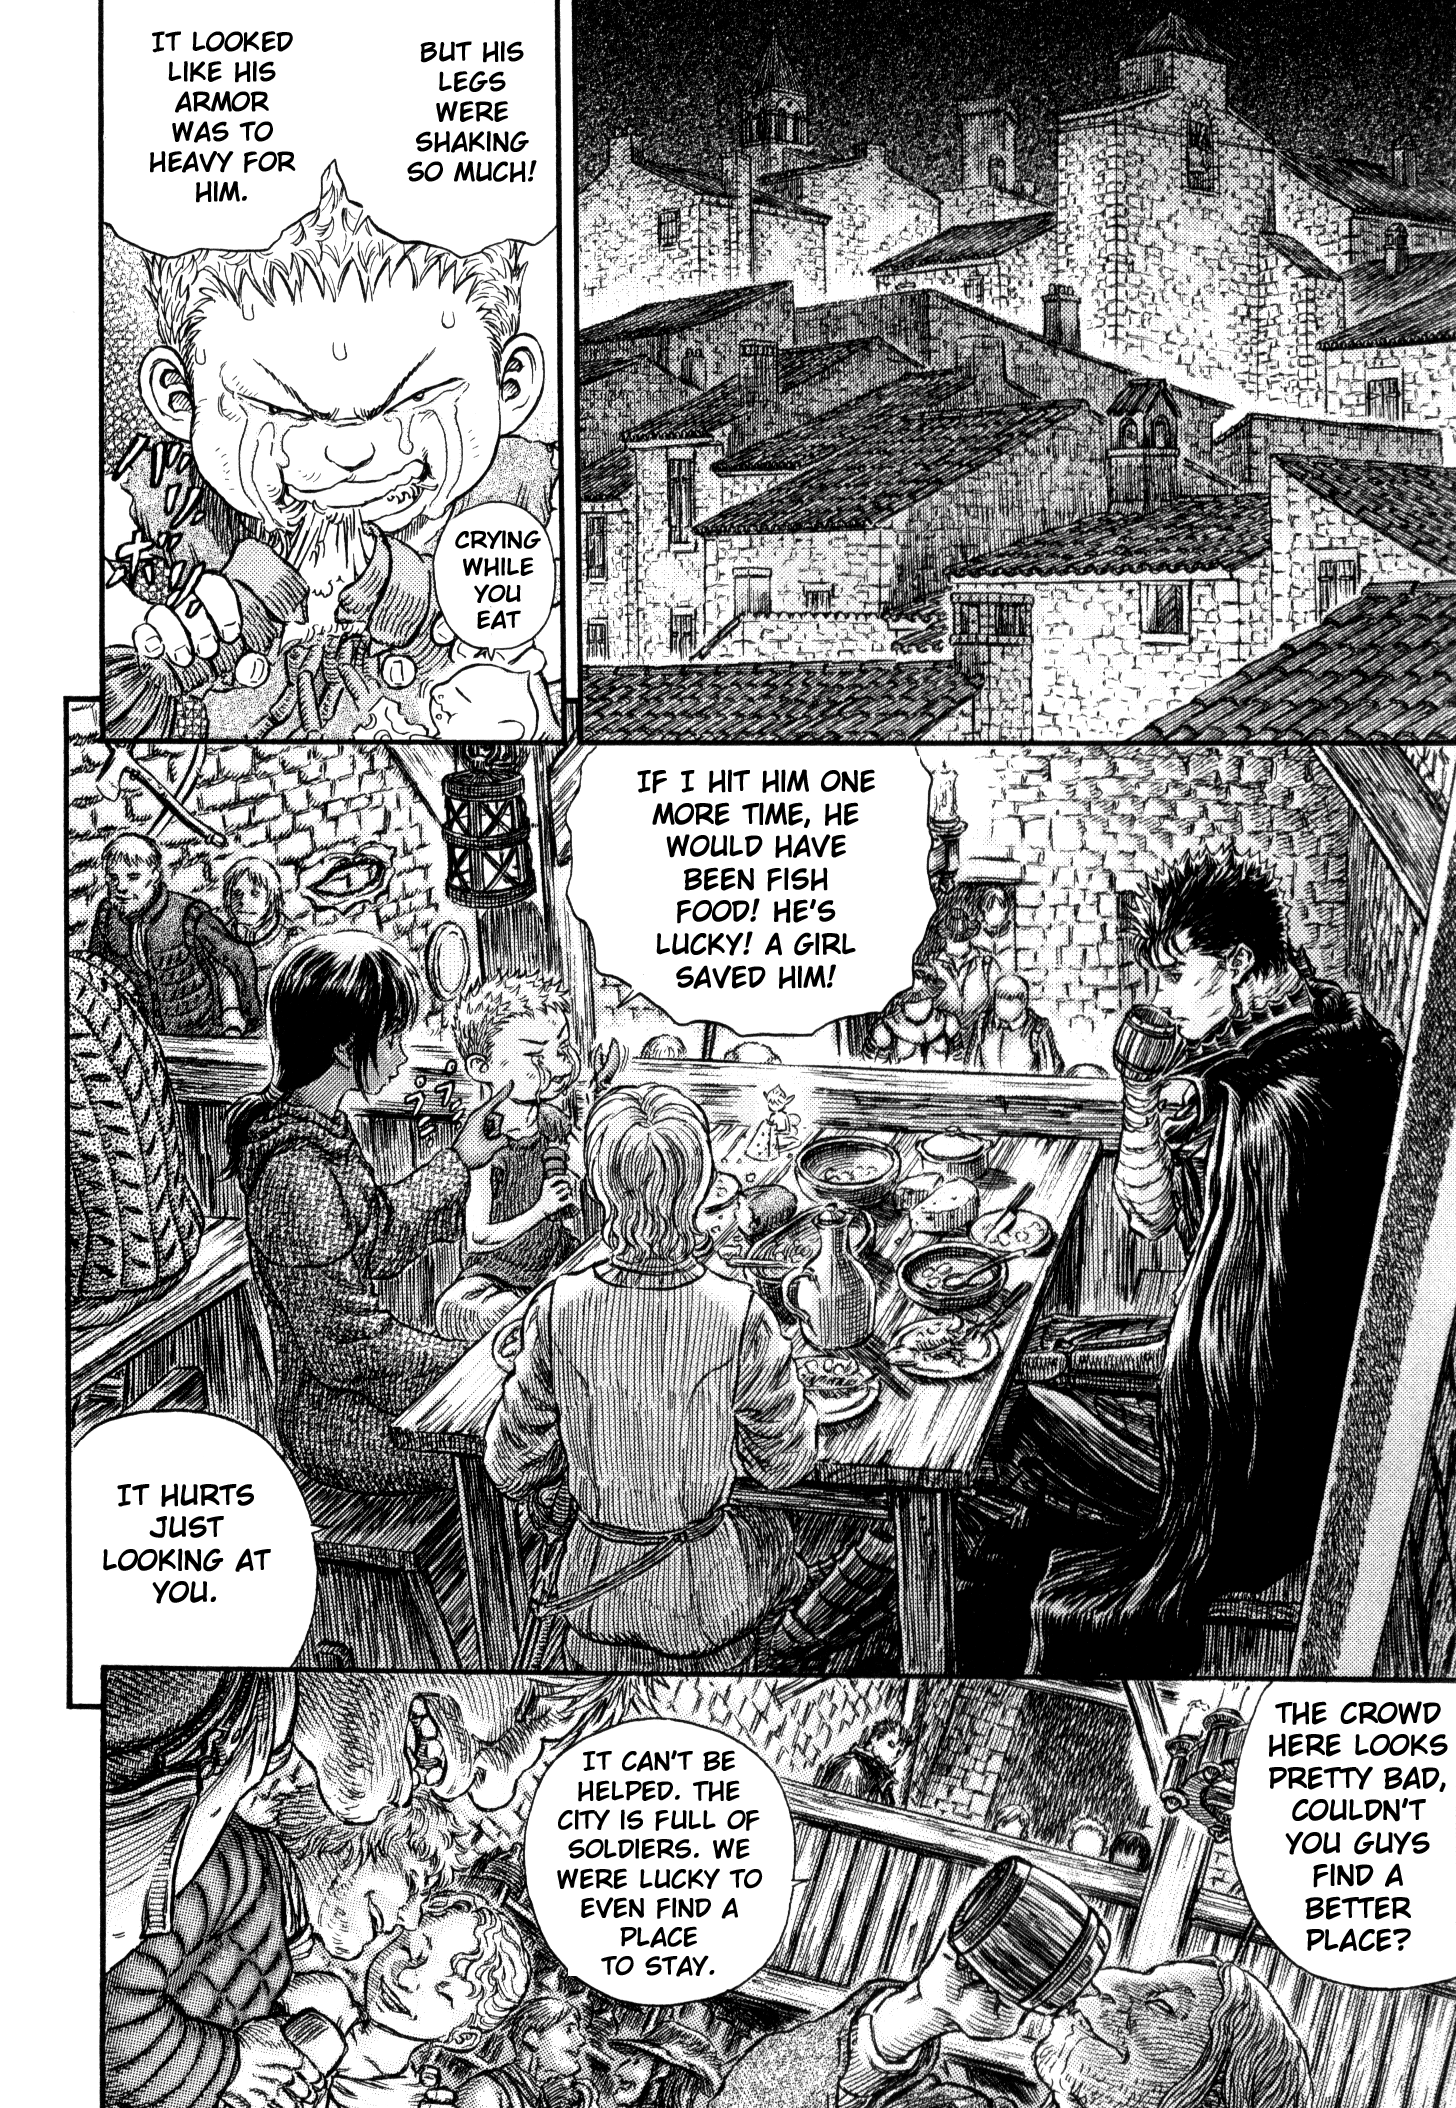 BUT HIS
LEGS
WERE
SHAKING
SO MUCH!
IT LOOKED
LIKE HIS
ARMOR
WAS TO
HEAVY FOR
HIM.
CRYING
WHILE
YOU
EAT
IF I HIT HIM ONE
MORE TIME, HE
WOULD HAVE
BEEN FISH
FOOD! HE'S
LUCKY! A GIRL
SAVED HIM!
IT HURTS
JUST
LOOKING AT
YOU.
THE CROWD
HERE LOOKS
PRETTY BAD,
COULDN'T
YOU GUYS
FIND A
BETTER
PLACE?
IT CAN'T BE
HELPED. THE
CITY IS FULL OF
SOLDIERS. WE
WERE LUCKY TO
EVEN FIND A
PLACE
TO STAY.